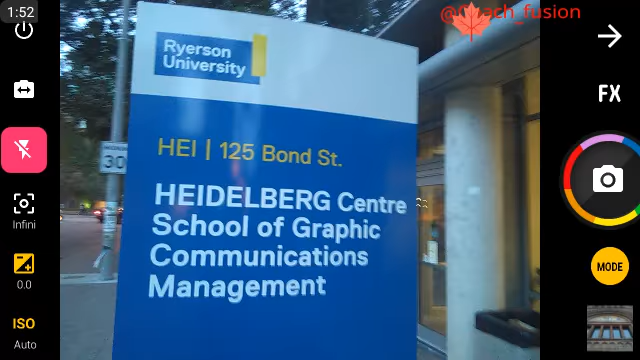 1:52
@Coach_fusion
Ryerson
University
FX
HEI | 125 Bond St.
30
HEIDELBERG Centre
School of Graphic
Communications
Management
Infini
0.0
MODE
ISO
Auto